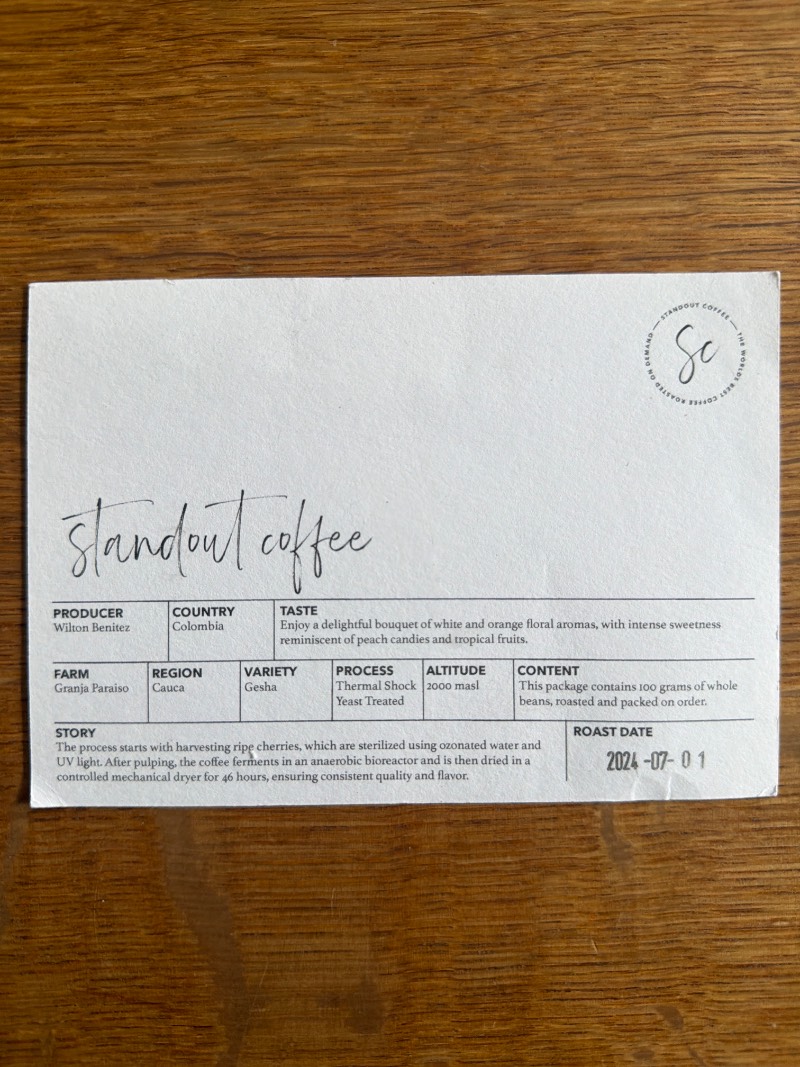 STANDOUT COFFEE — THE WORLDS BEST COFFEE ROASTED ON DEMAND —
Sc
standout coffee
PRODUCER
Wilton Benitez
COUNTRY
Colombia
TASTE
Enjoy a delightful bouquet of white and orange floral aromas, with intense sweetness
reminiscent of peach candies and tropical fruits.
FARM
Granja Paraiso
REGION
Cauca
VARIETY
Gesha
PROCESS
Thermal Shock
Yeast Treated
ALTITUDE
2000 masl
CONTENT
This package contains 100 grams of whole
beans, roasted and packed on order.
STORY
The process starts with harvesting ripe cherries, which are sterilized using ozonated water and
UV light. After pulping, the coffee ferments in an anaerobic bioreactor and is then dried in a
controlled mechanical dryer for 46 hours, ensuring consistent quality and flavor.
ROAST DATE
2024-07-01